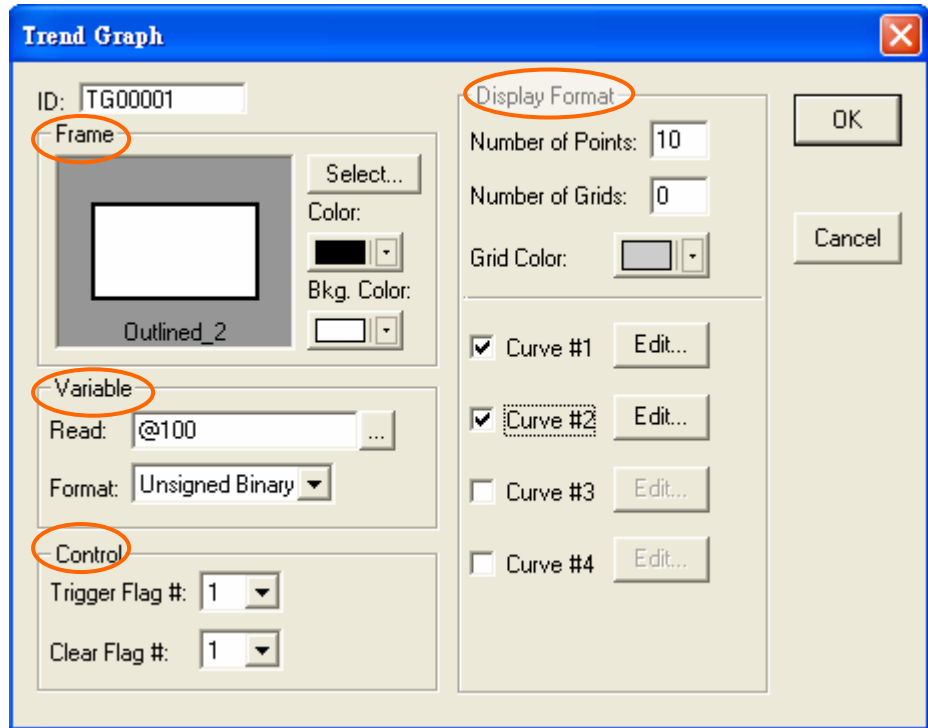 Trend Graph
ID: TG00001
Frame
Select...
Color:
Bkg. Color:
Outlined_2
Variable
Read: @100 ...
Format: Unsigned Binary
Control
Trigger Flag #: 1
Clear Flag #: 1
Display Format
Number of Points: 10
Number of Grids: 0
Grid Color:
Curve #1 Edit...
Curve #2 Edit...
Curve #3 Edit...
Curve #4 Edit...
OK
Cancel